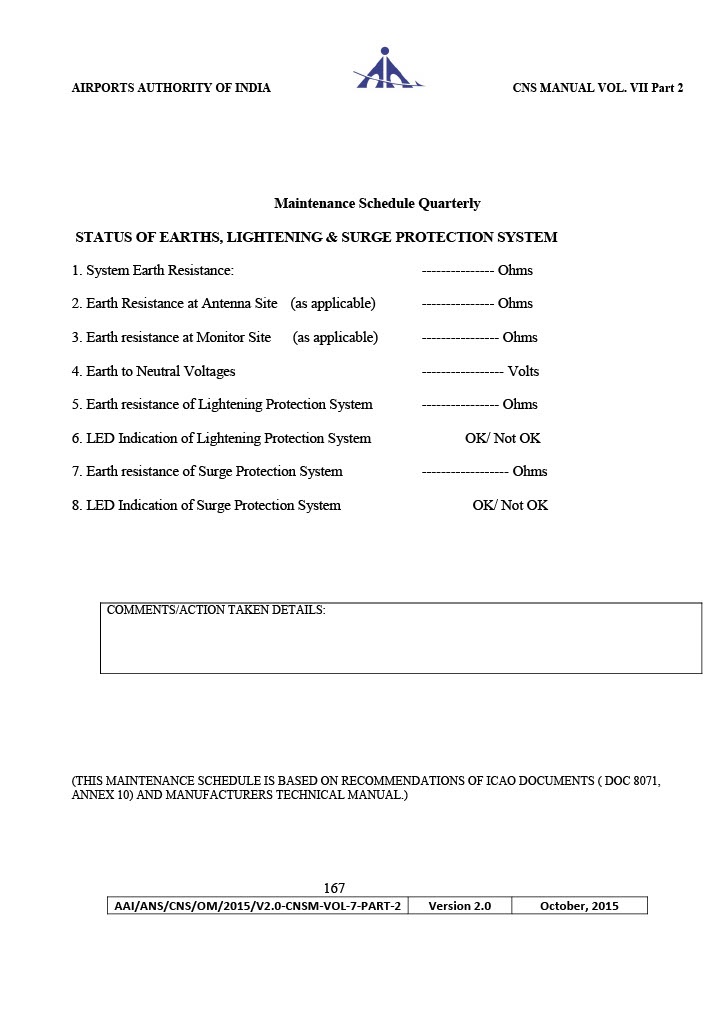 AIRPORTS AUTHORITY OF INDIA CNS MANUAL VOL. VII Part 2
Maintenance Schedule Quarterly
STATUS OF EARTHS, LIGHTENING & SURGE PROTECTION SYSTEM
1. System Earth Resistance: --------------- Ohms
2. Earth Resistance at Antenna Site (as applicable) --------------- Ohms
3. Earth resistance at Monitor Site (as applicable) ---------------- Ohms
4. Earth to Neutral Voltages ----------------- Volts
5. Earth resistance of Lightening Protection System ---------------- Ohms
6. LED Indication of Lightening Protection System OK/ Not OK
7. Earth resistance of Surge Protection System ------------------ Ohms
8. LED Indication of Surge Protection System OK/ Not OK
COMMENTS/ACTION TAKEN DETAILS:
(THIS MAINTENANCE SCHEDULE IS BASED ON RECOMMENDATIONS OF ICAO DOCUMENTS ( DOC 8071,
ANNEX 10) AND MANUFACTURERS TECHNICAL MANUAL.)
167
AAI/ANS/CNS/OM/2015/V2.0-CNSM-VOL-7-PART-2 Version 2.0 October, 2015